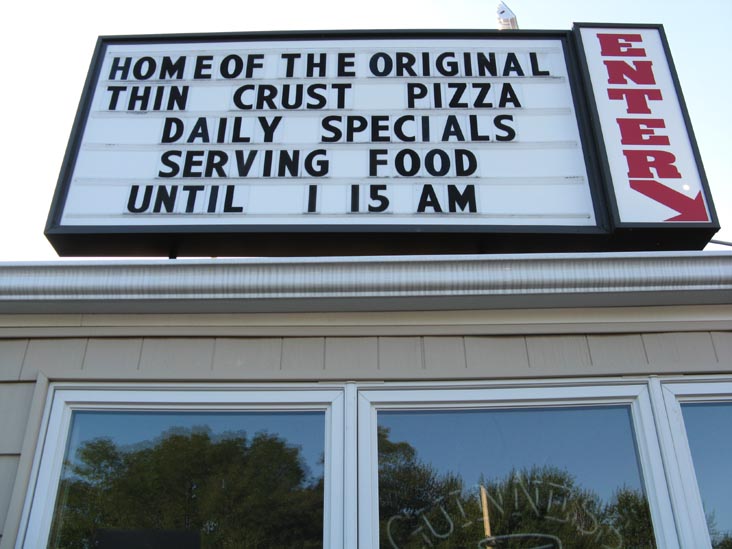 HOME OF THE ORIGINAL
THIN CRUST PIZZA
DAILY SPECIALS
SERVING FOOD
UNTIL 1 15 AM
ENTER
GUINNESS